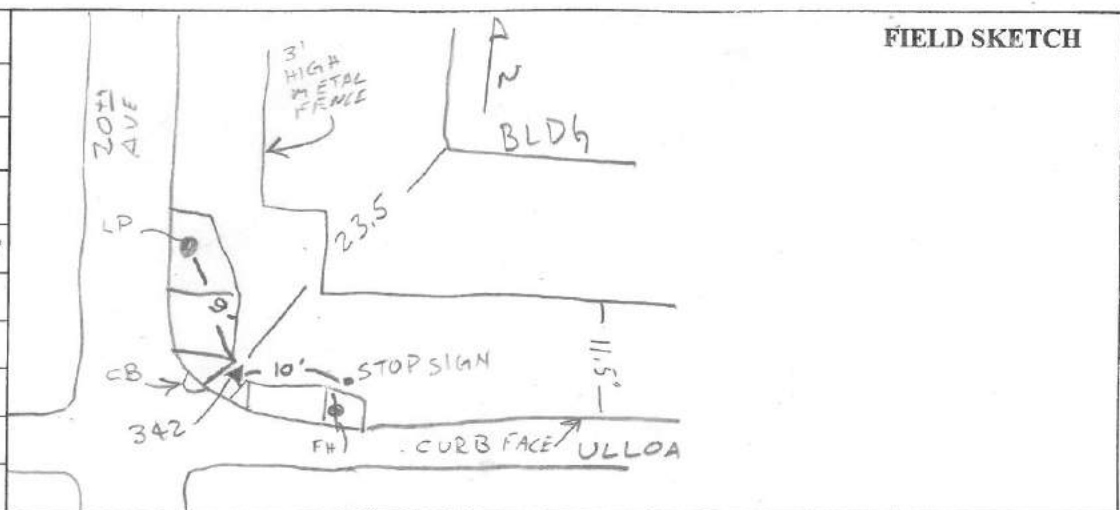 FIELD SKETCH
20TH
AVE
3'
HIGH
METAL
FENCE
N
BLDG
LP
23.5
9'
CB
10'
STOP SIGN
11.5'
342
FH
CURB FACE
ULLOA